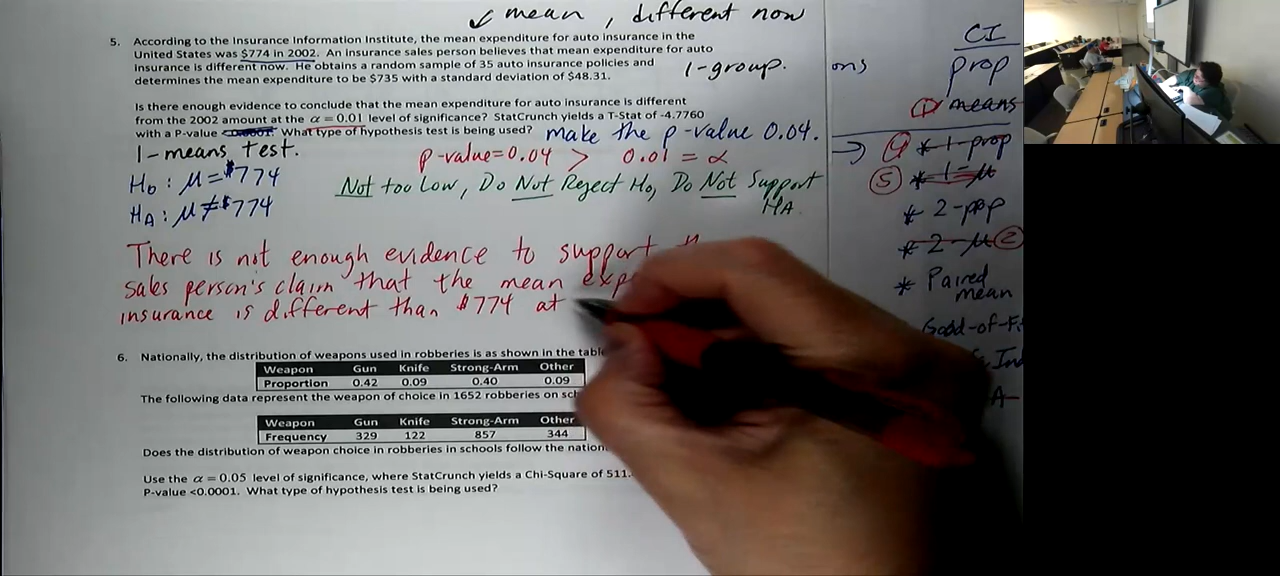 ✓ mean, different now
5. According to the Insurance Information Institute, the mean expenditure for auto insurance in the
United States was $774 in 2002. An insurance sales person believes that mean expenditure for auto
insurance is different now. He obtains a random sample of 35 auto insurance policies and
determines the mean expenditure to be $735 with a standard deviation of $48.31.
1-group.
Is there enough evidence to conclude that the mean expenditure for auto insurance is different
from the 2002 amount at the α = 0.01 level of significance? StatCrunch yields a T-Stat of -4.7760
with a P-value What type of hypothesis test is being used? make the p-value 0.04.
1-means test.
p-value=0.04 > 0.01 = α
H0: μ=$774
Not too Low, Do Not Reject H0, Do Not Support HA
HA: μ≠$774
There is not enough evidence to support
sales person's claim that the mean exp
insurance is different than $774 at
6. Nationally, the distribution of weapons used in robberies is as shown in the table
Weapon Gun Knife Strong-Arm Other
Proportion 0.42 0.09 0.40 0.09
The following data represent the weapon of choice in 1652 robberies on sch
Weapon Gun Knife Strong-Arm Other
Frequency 329 122 857 344
Does the distribution of weapon choice in robberies in schools follow the nation
Use the α = 0.05 level of significance, where StatCrunch yields a Chi-Square of 511.
P-value <0.0001. What type of hypothesis test is being used?
ons
CI
prop
① means
→ ④ * 1-prop
⑤ * 1-μ
* 2-prop
* 2-μ ②
* Paired
mean
Good-of-Fi
Ind
A